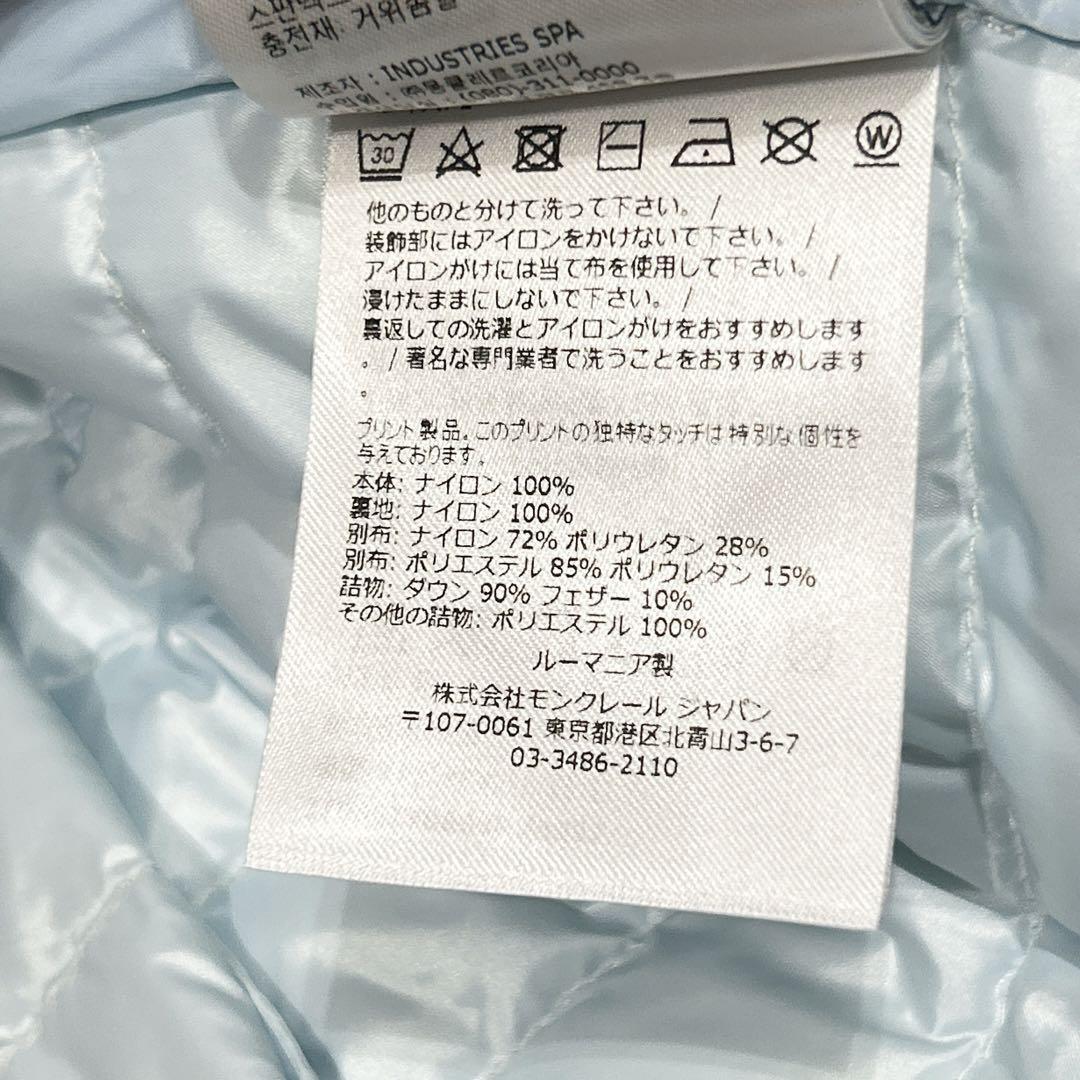 충전재: 거위솜털
제조자 : INDUSTRIES SPA
수입원 : ㈜몽클레르코리아
(080)-311-0000
30
W
他のものと分けて洗って下さい。 /
装飾部にはアイロンをかけないで下さい。 /
アイロンがけには当て布を使用して下さい。 /
浸けたままにしないで下さい。 /
裏返しての洗濯とアイロンがけをおすすめします
。 / 著名な専門業者で洗うことをおすすめします
。
プリント製品。このプリントの独特なタッチは特別な個性を
与えております。
本体: ナイロン 100%
裏地: ナイロン 100%
別布: ナイロン 72% ポリウレタン 28%
別布: ポリエステル 85% ポリウレタン 15%
詰物: ダウン 90% フェザー 10%
その他の詰物: ポリエステル 100%
ルーマニア製
株式会社モンクレール ジャパン
〒107-0061 東京都港区北青山3-6-7
03-3486-2110